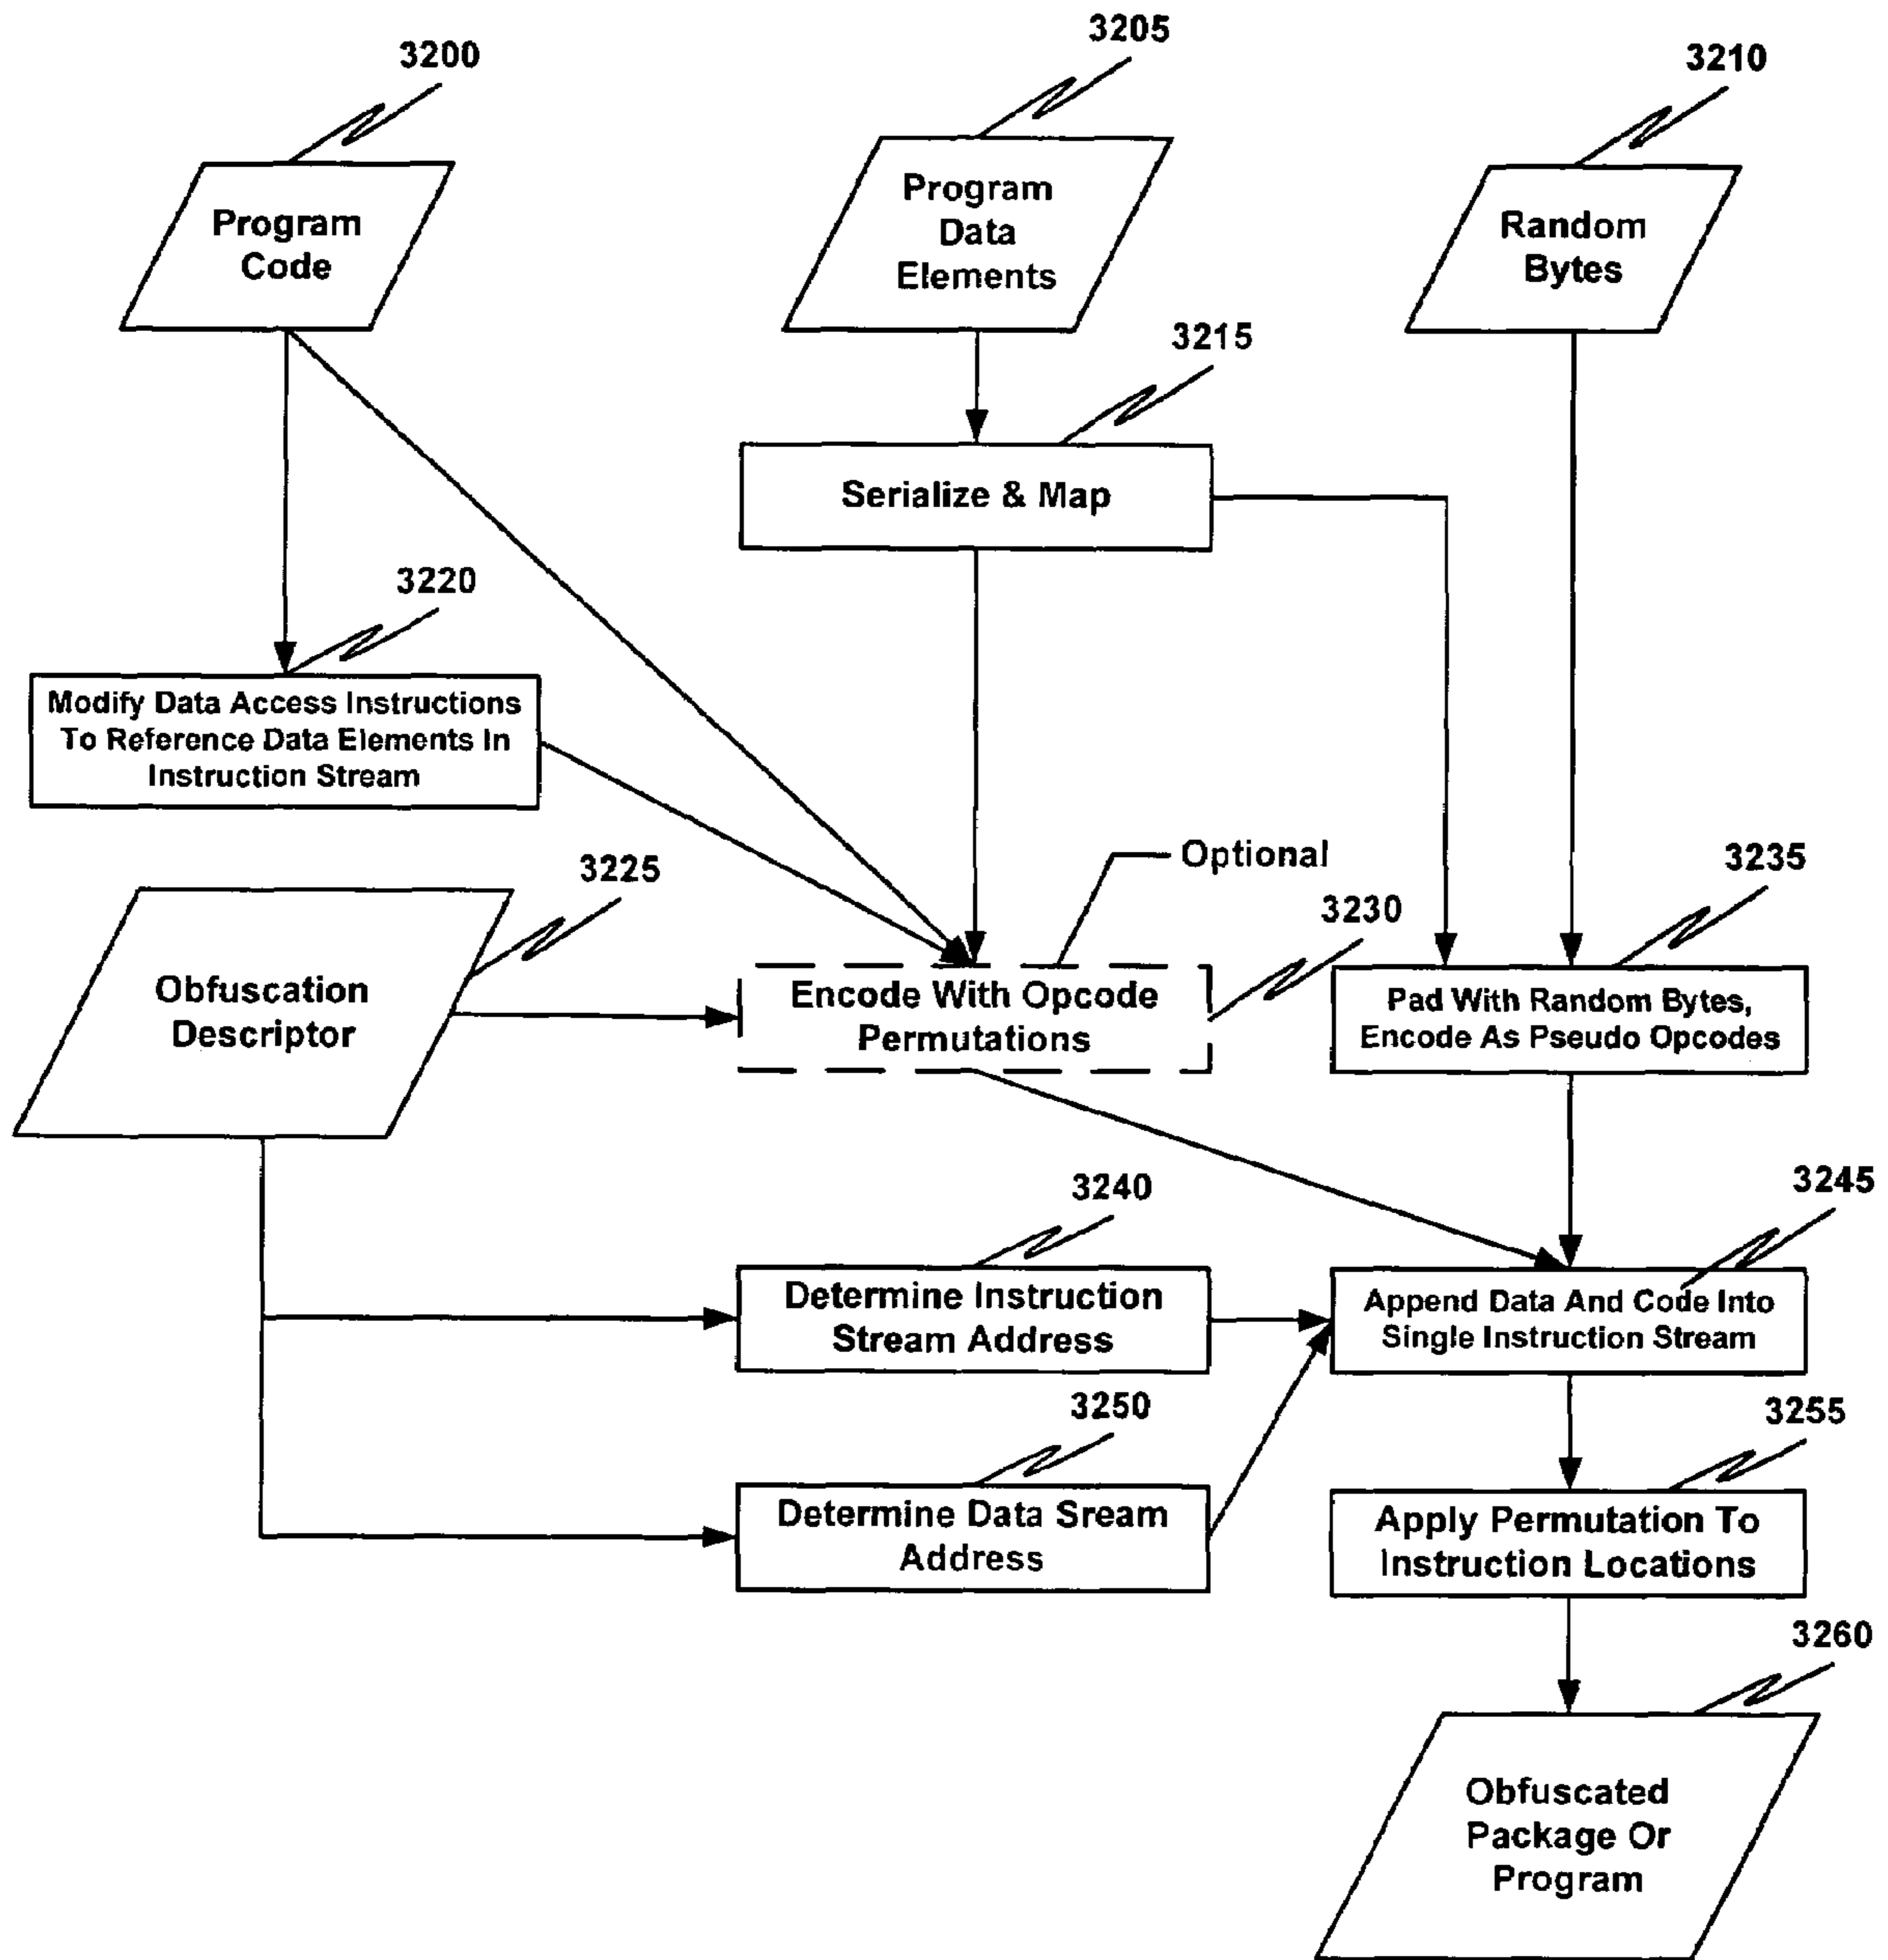 3200
3205
3210
Program
Code
Program
Data
Elements
Random
Bytes
3215
Serialize & Map
3220
Modify Data Access Instructions
To Reference Data Elements In
Instruction Stream
3225
Optional
3235
3230
Obfuscation
Descriptor
Encode With Opcode
Permutations
Pad With Random Bytes,
Encode As Pseudo Opcodes
3240
3245
Determine Instruction
Stream Address
Append Data And Code Into
Single Instruction Stream
3250
3255
Determine Data Sream
Address
Apply Permutation To
Instruction Locations
3260
Obfuscated
Package Or
Program